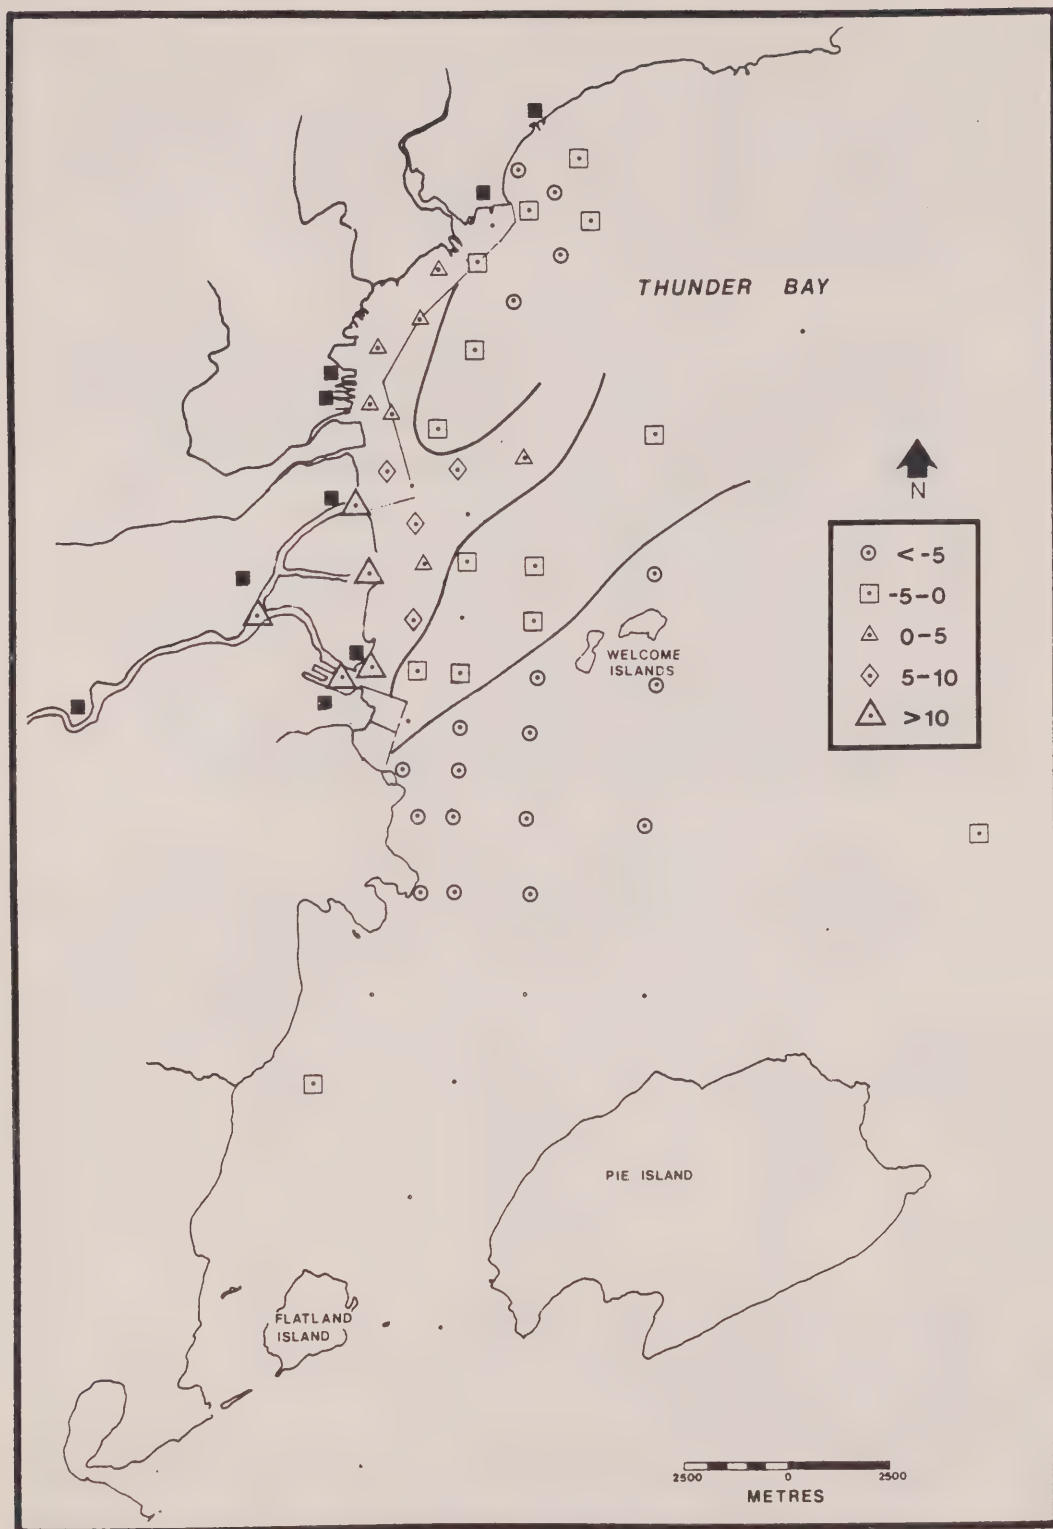 THUNDER BAY
N
< -5
-5-0
0-5
5-10
>10
WELCOME
ISLANDS
PIE ISLAND
FLATLAND
ISLAND
2500 0 2500
METRES